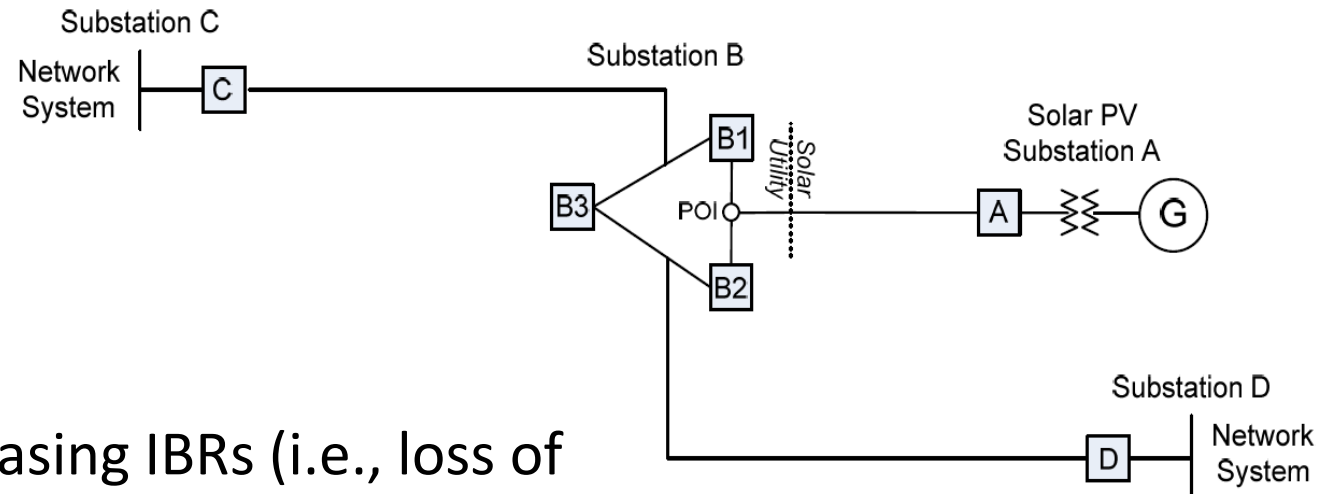 Substation C
Network
System
C
Substation B
B1
B3
POI
B2
Utility
Solar
Solar PV
Substation A
A
G
Substation D
D
Network
System
asing IBRs (i.e., loss of